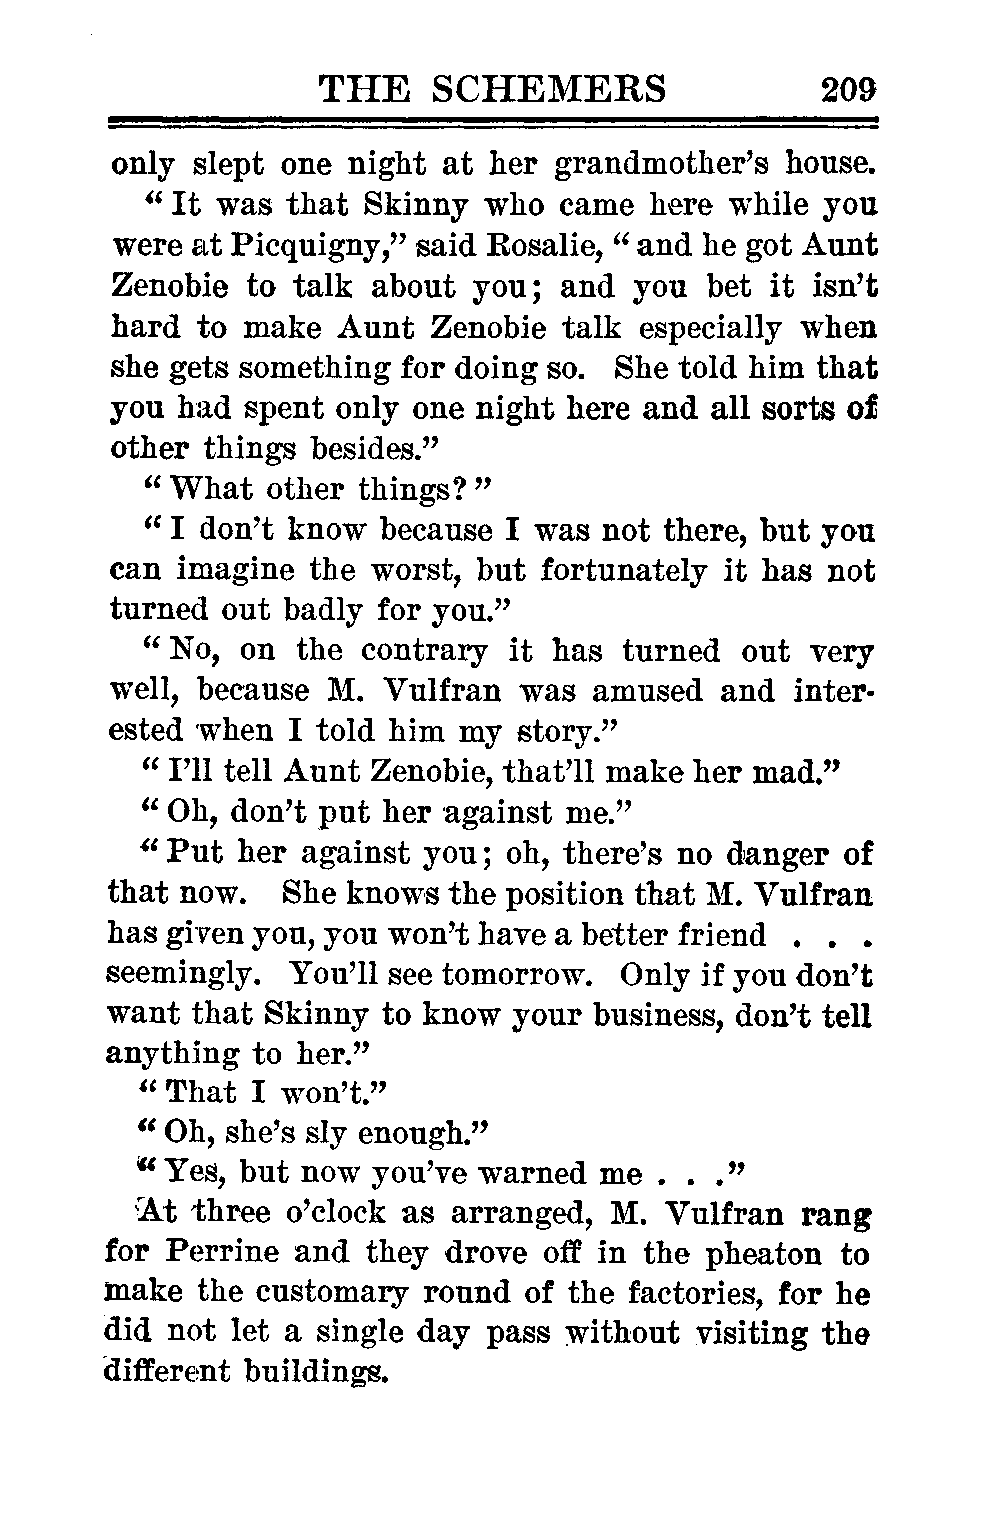 THE SCHEMERS 209
only slept one night at her grandmother's house.
“ It was that Skinny who came here while you
were at Picquigny,” said Rosalie, “ and he got Aunt
Zenobie to talk about you; and you bet it isn't
hard to make Aunt Zenobie talk especially when
she gets something for doing so. She told him that
you had spent only one night here and all sorts of
other things besides.”
“ What other things? ”
“ I don't know because I was not there, but you
can imagine the worst, but fortunately it has not
turned out badly for you.”
“ No, on the contrary it has turned out very
well, because M. Vulfran was amused and inter-
ested when I told him my story.”
“ I'll tell Aunt Zenobie, that'll make her mad.”
“ Oh, don't put her against me.”
“ Put her against you; oh, there's no danger of
that now. She knows the position that M. Vulfran
has given you, you won't have a better friend . . .
seemingly. You'll see tomorrow. Only if you don't
want that Skinny to know your business, don't tell
anything to her.”
“ That I won't.”
“ Oh, she's sly enough.”
“ Yes, but now you've warned me . . .”
At three o'clock as arranged, M. Vulfran rang
for Perrine and they drove off in the pheaton to
make the customary round of the factories, for he
did not let a single day pass without visiting the
different buildings.